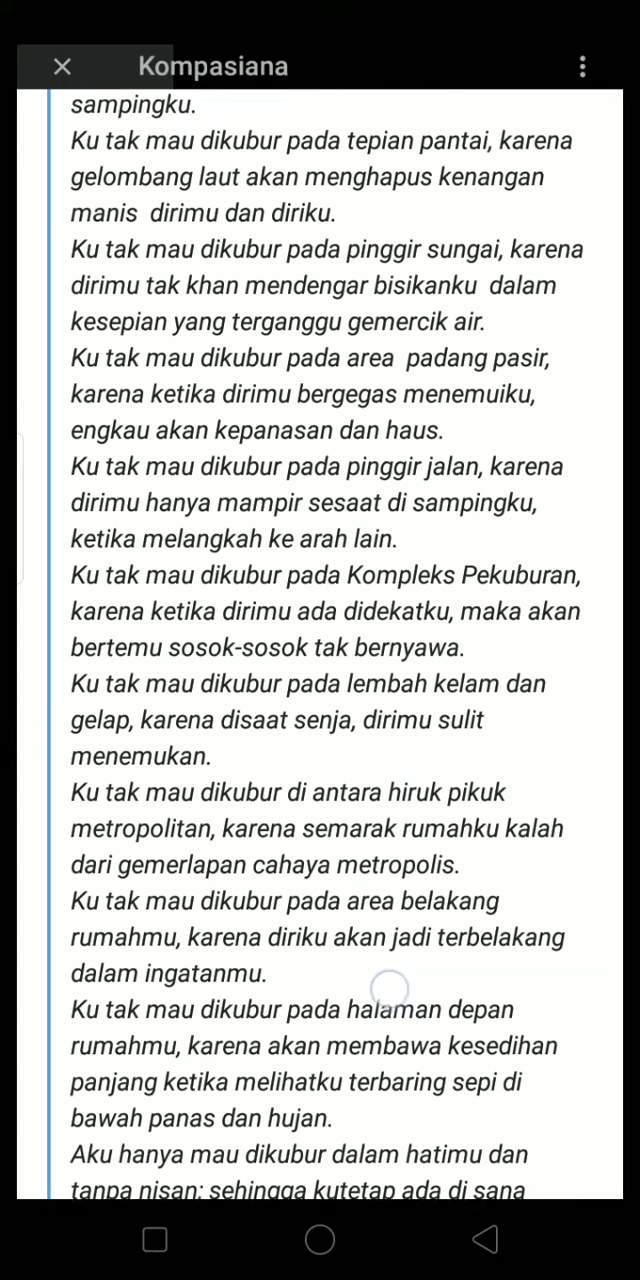 Kompasiana
sampingku.
Ku tak mau dikubur pada tepian pantai, karena
gelombang laut akan menghapus kenangan
manis  dirimu dan diriku.
Ku tak mau dikubur pada pinggir sungai, karena
dirimu tak khan mendengar bisikanku  dalam
kesepian yang terganggu gemercik air.
Ku tak mau dikubur pada area  padang pasir,
karena ketika dirimu bergegas menemuiku,
engkau akan kepanasan dan haus.
Ku tak mau dikubur pada pinggir jalan, karena
dirimu hanya mampir sesaat di sampingku,
ketika melangkah ke arah lain.
Ku tak mau dikubur pada Kompleks Pekuburan,
karena ketika dirimu ada didekatku, maka akan
bertemu sosok-sosok tak bernyawa.
Ku tak mau dikubur pada lembah kelam dan
gelap, karena disaat senja, dirimu sulit
menemukan.
Ku tak mau dikubur di antara hiruk pikuk
metropolitan, karena semarak rumahku kalah
dari gemerlapan cahaya metropolis.
Ku tak mau dikubur pada area belakang
rumahmu, karena diriku akan jadi terbelakang
dalam ingatanmu.
Ku tak mau dikubur pada halaman depan
rumahmu, karena akan membawa kesedihan
panjang ketika melihatku terbaring sepi di
bawah panas dan hujan.
Aku hanya mau dikubur dalam hatimu dan
tanpa nisan; sehingga kutetap ada di sana